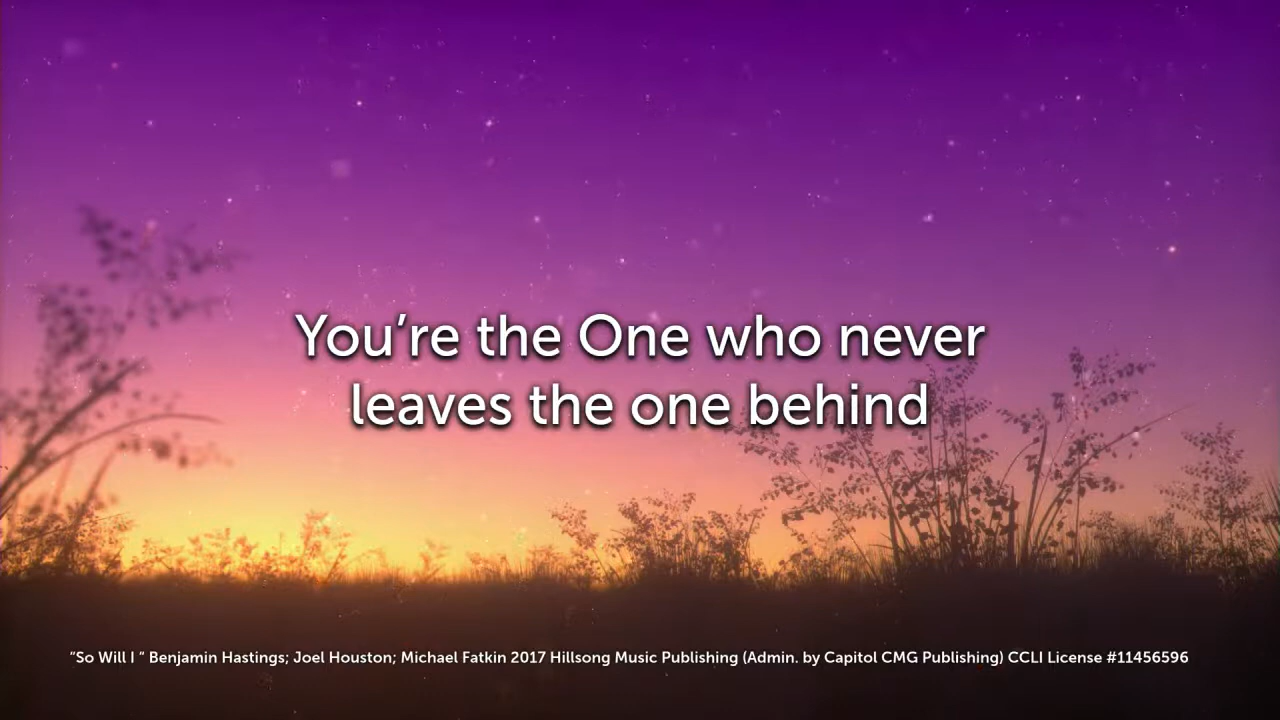 You’re the One who never
leaves the one behind
“So Will I “ Benjamin Hastings; Joel Houston; Michael Fatkin 2017 Hillsong Music Publishing (Admin. by Capitol CMG Publishing) CCLI License #11456596